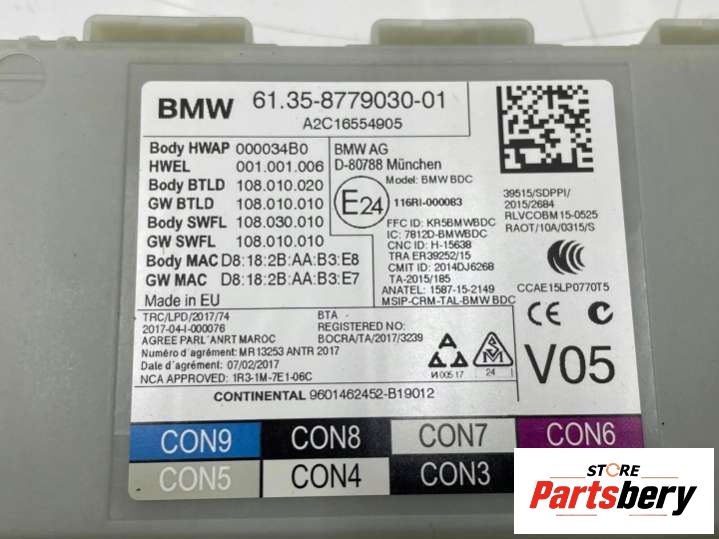 BMW 61.35-8779030-01
A2C16554905
Body HWAP 000034B0
HWEL 001.001.006
Body BTLD 108.010.020
GW BTLD 108.010.010
Body SWFL 108.030.010
GW SWFL 108.010.010
Body MAC D8:18:2B:AA:B3:E8
GW MAC D8:18:2B:AA:B3:E7
Made in EU
BMW AG
D-80788 München
Model: BMW BDC
E24
116RI-000083
FFC ID: KR5BMWBDC
IC: 7812D-BMWBDC
CNC ID: H-15638
TRA ER39252/15
CMIT ID: 2014DJ6268
TA-2015/185
ANATEL: 1587-15-2149
MSIP-CRM-TAL-BMW BDC
39515/SDPPI/
2015/2684
RLVCOBM15-0525
RAOT/10A/0315/S
CCAE15LP0770T5
TRC/LPD/2017/74
2017-04-I-000076
AGREE PARL´ANRT MAROC
Numéro d´agrément: MR13253 ANTR 2017
Date d´agrément: 07/02/2017
NCA APPROVED: 1R3-1M-7E1-06C
BTA -
REGISTERED NO:
BOCRA/TA/2017/3239
И005 17
24
CE
V05
CONTINENTAL 9601462452-B19012
CON9 CON8 CON7 CON6
CON5 CON4 CON3
STORE
Partsbery